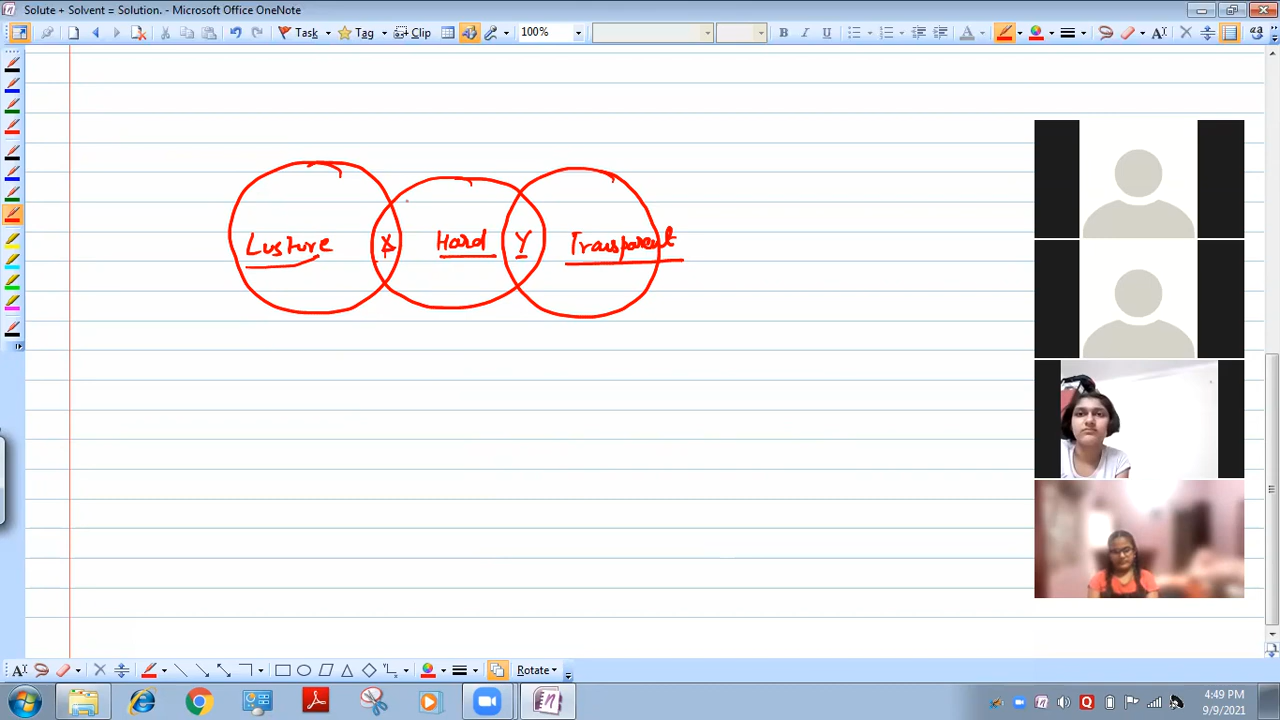 Solute + Solvent = Solution. - Microsoft Office OneNote
Task Tag Clip 100% B I U
Lusture X Hard Y Transparent
Rotate
4:49 PM
9/9/2021